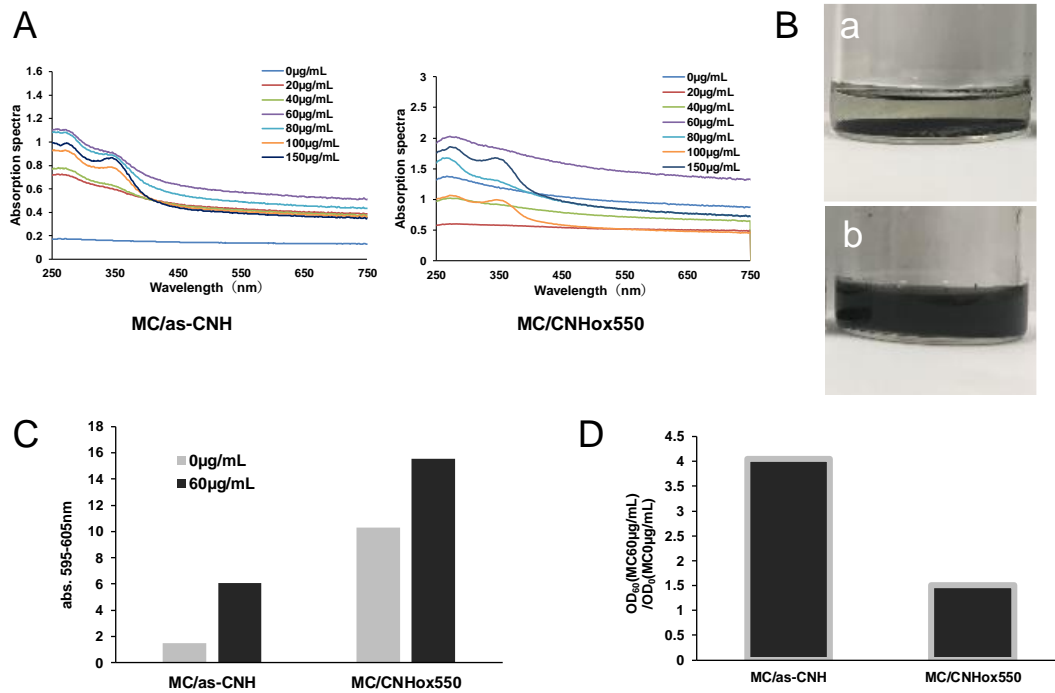 A
1.6
1.4
1.2
1
0.8
0.6
0.4
0.2
0
Absorption spectra
250 350 450 550 650 750
Wavelength（nm）
0µg/mL
20µg/mL
40µg/mL
60µg/mL
80µg/mL
100µg/mL
150µg/mL
MC/as-CNH
3
2.5
2
1.5
1
0.5
0
Absorption spectra
250 350 450 550 650 750
Wavelength（nm）
0µg/mL
20µg/mL
40µg/mL
60µg/mL
80µg/mL
100µg/mL
150µg/mL
MC/CNHox550
B
a
b
C
18
16
14
12
10
8
6
4
2
0
abs. 595-605nm
0µg/mL
60µg/mL
MC/as-CNH MC/CNHox550
D
4.5
4
3.5
3
2.5
2
1.5
1
0.5
0
OD₆₀(MC60µg/mL)
/OD₀(MC0µg/mL)
MC/as-CNH MC/CNHox550